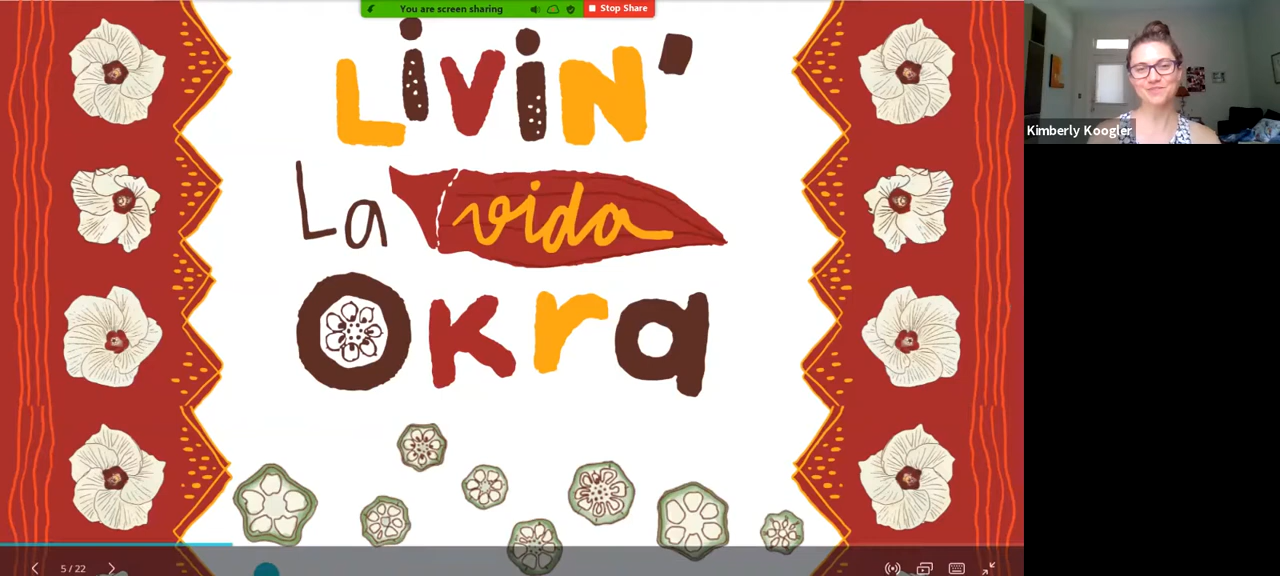 You are screen sharing
Stop Share
Livin'
La vida
Okra
Kimberly Koogler
5 / 22